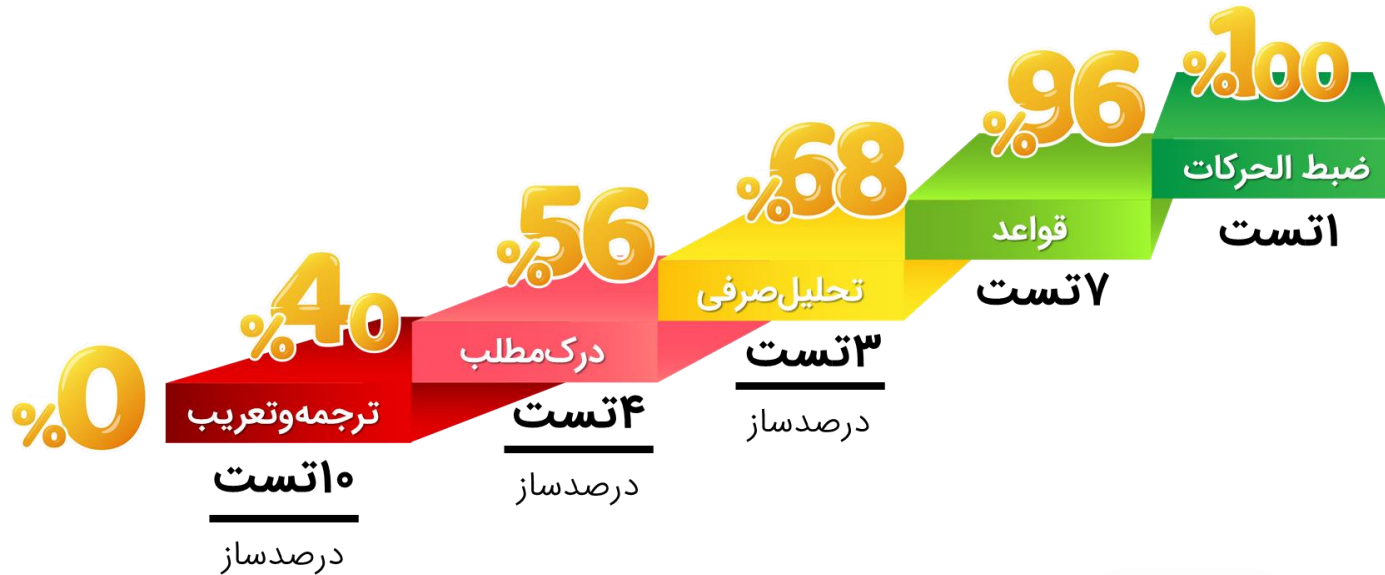 %0
%40
ترجمه‌وتعریب
۱۰تست
درصدساز
%56
درک‌مطلب
۴تست
درصدساز
%68
تحلیل‌صرفی
۳تست
درصدساز
%96
قواعد
۷تست
%100
ضبط الحرکات
۱تست